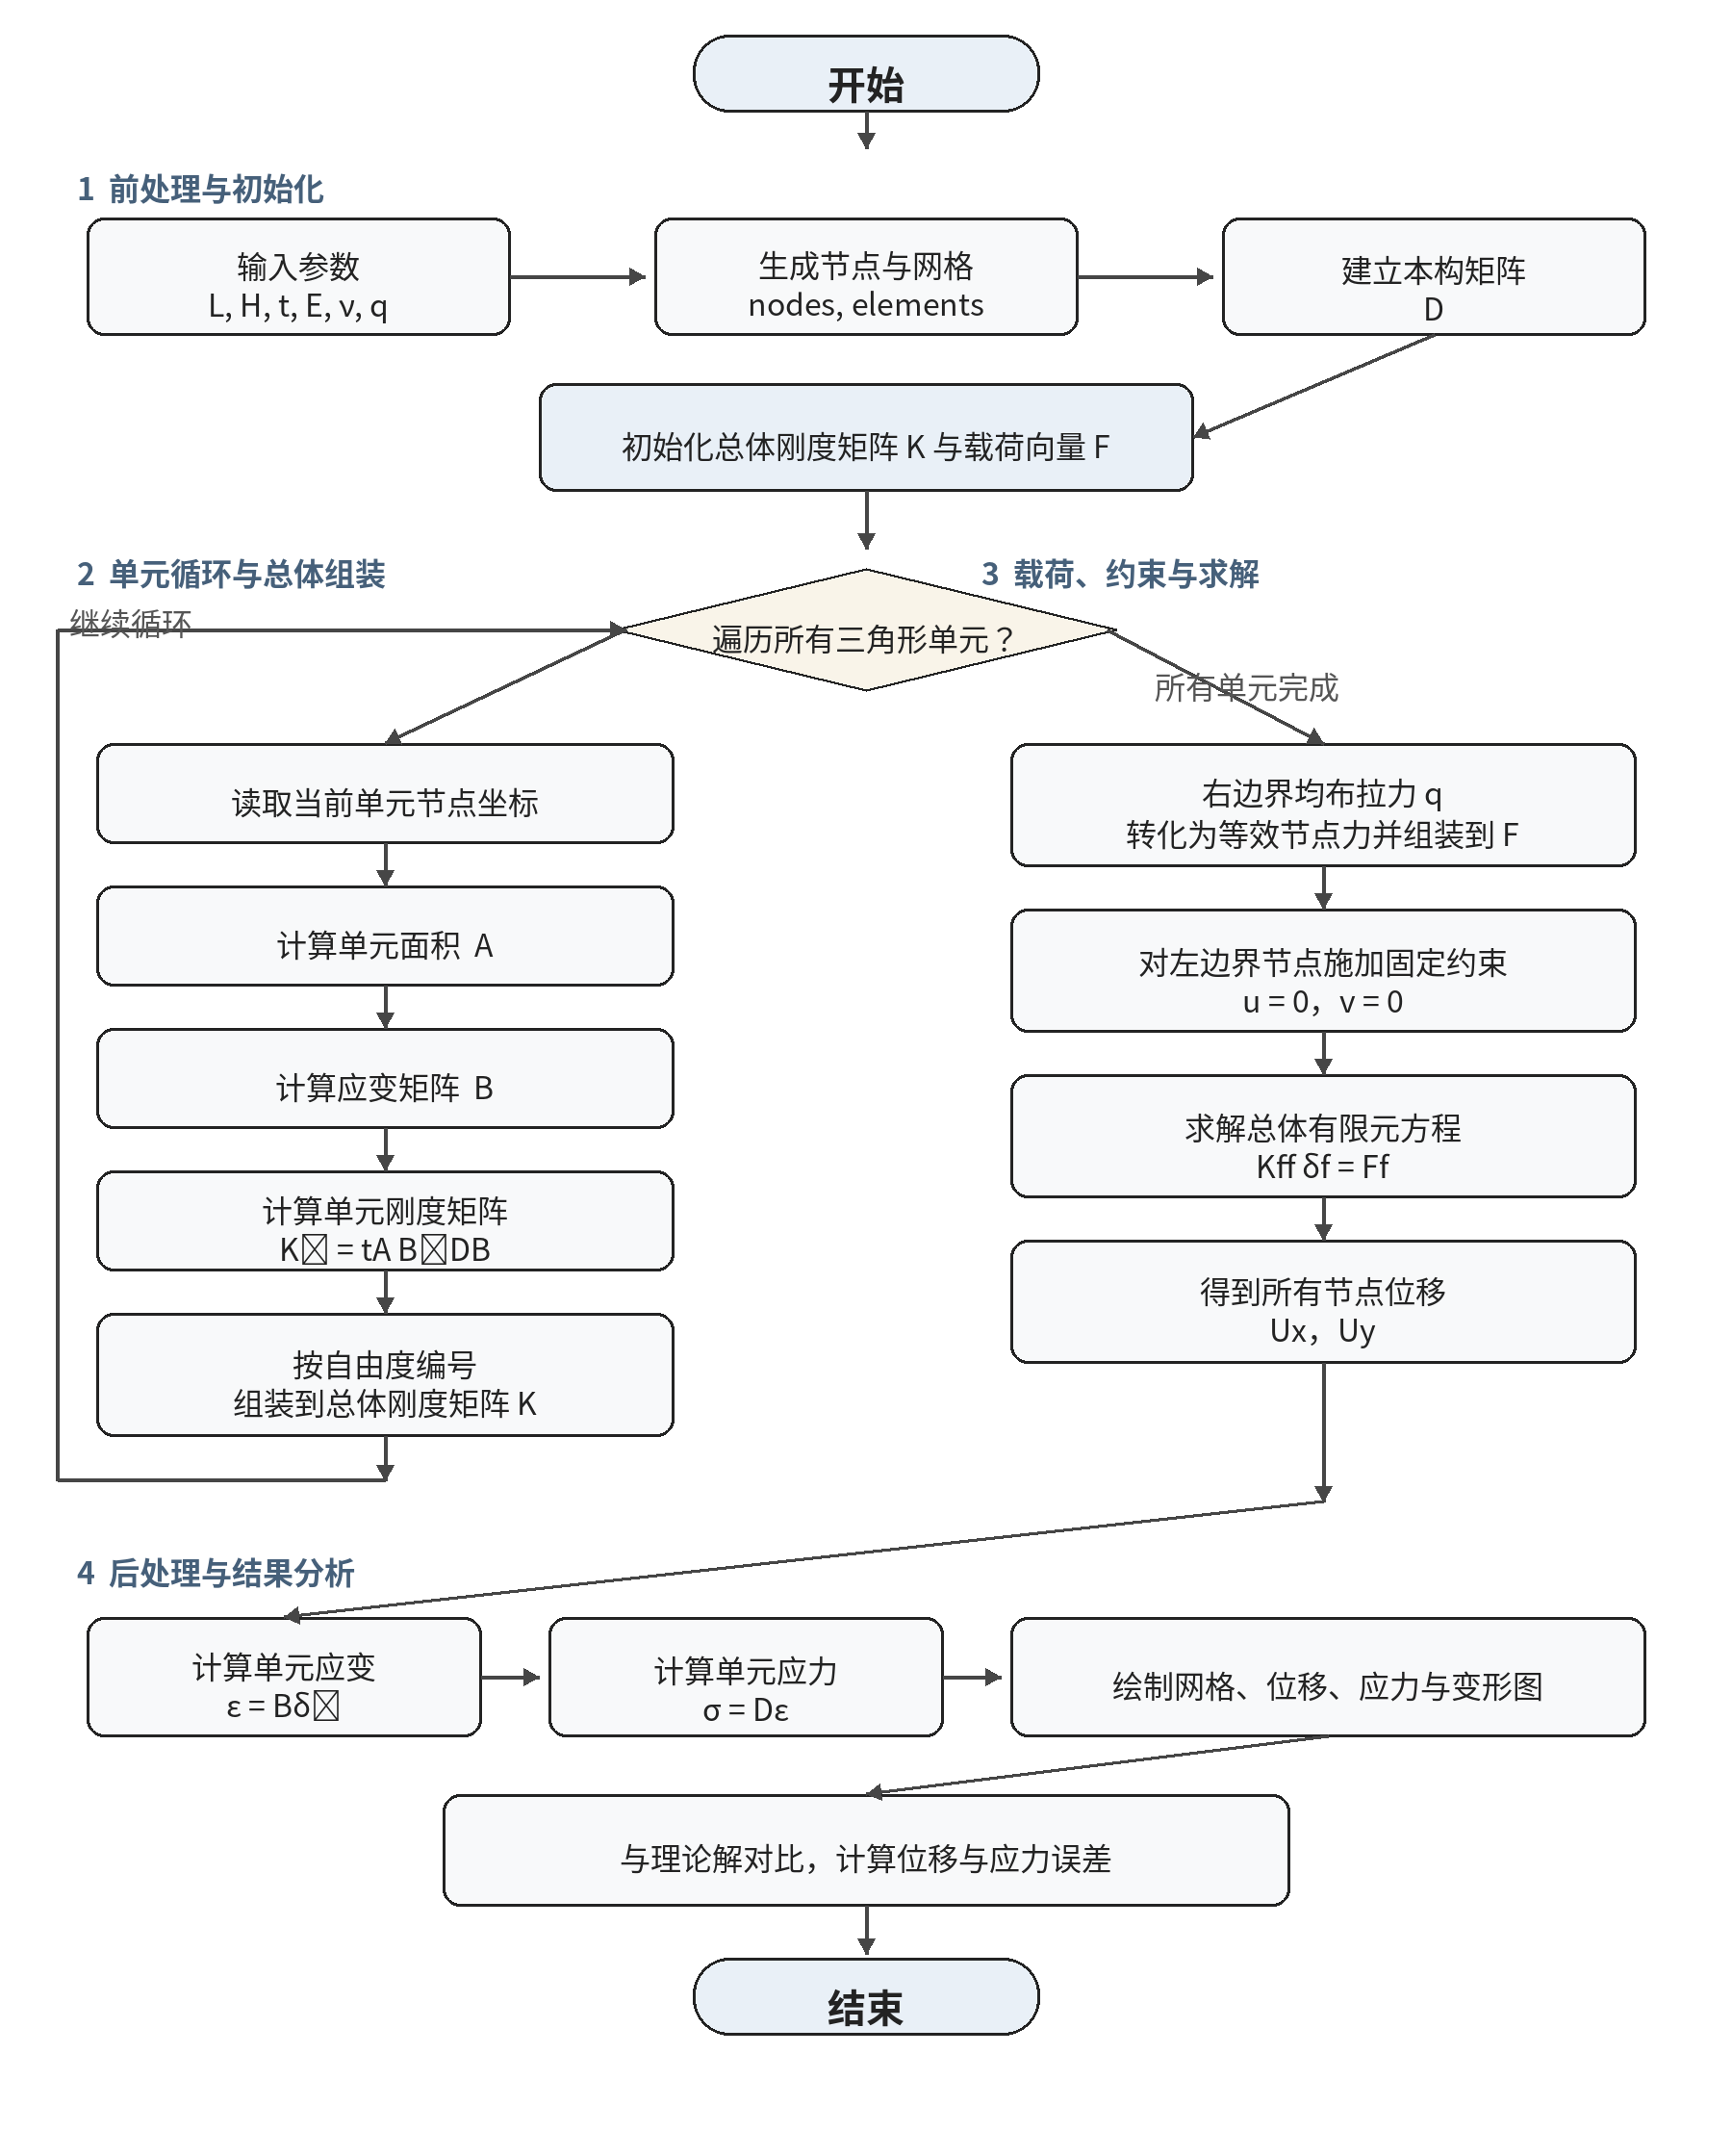 开始
1 前处理与初始化
输入参数
L, H, t, E, ν, q
生成节点与网格
nodes, elements
建立本构矩阵
D
初始化总体刚度矩阵 K 与载荷向量 F
2 单元循环与总体组装
3 载荷、约束与求解
继续循环
遍历所有三角形单元？
所有单元完成
读取当前单元节点坐标
计算单元面积 A
计算应变矩阵 B
计算单元刚度矩阵
K☒ = tA B☒DB
按自由度编号
组装到总体刚度矩阵 K
右边界均布拉力 q
转化为等效节点力并组装到 F
对左边界节点施加固定约束
u = 0，v = 0
求解总体有限元方程
Kff δf = Ff
得到所有节点位移
Ux，Uy
4 后处理与结果分析
计算单元应变
ε = Bδ☒
计算单元应力
σ = Dε
绘制网格、位移、应力与变形图
与理论解对比，计算位移与应力误差
结束